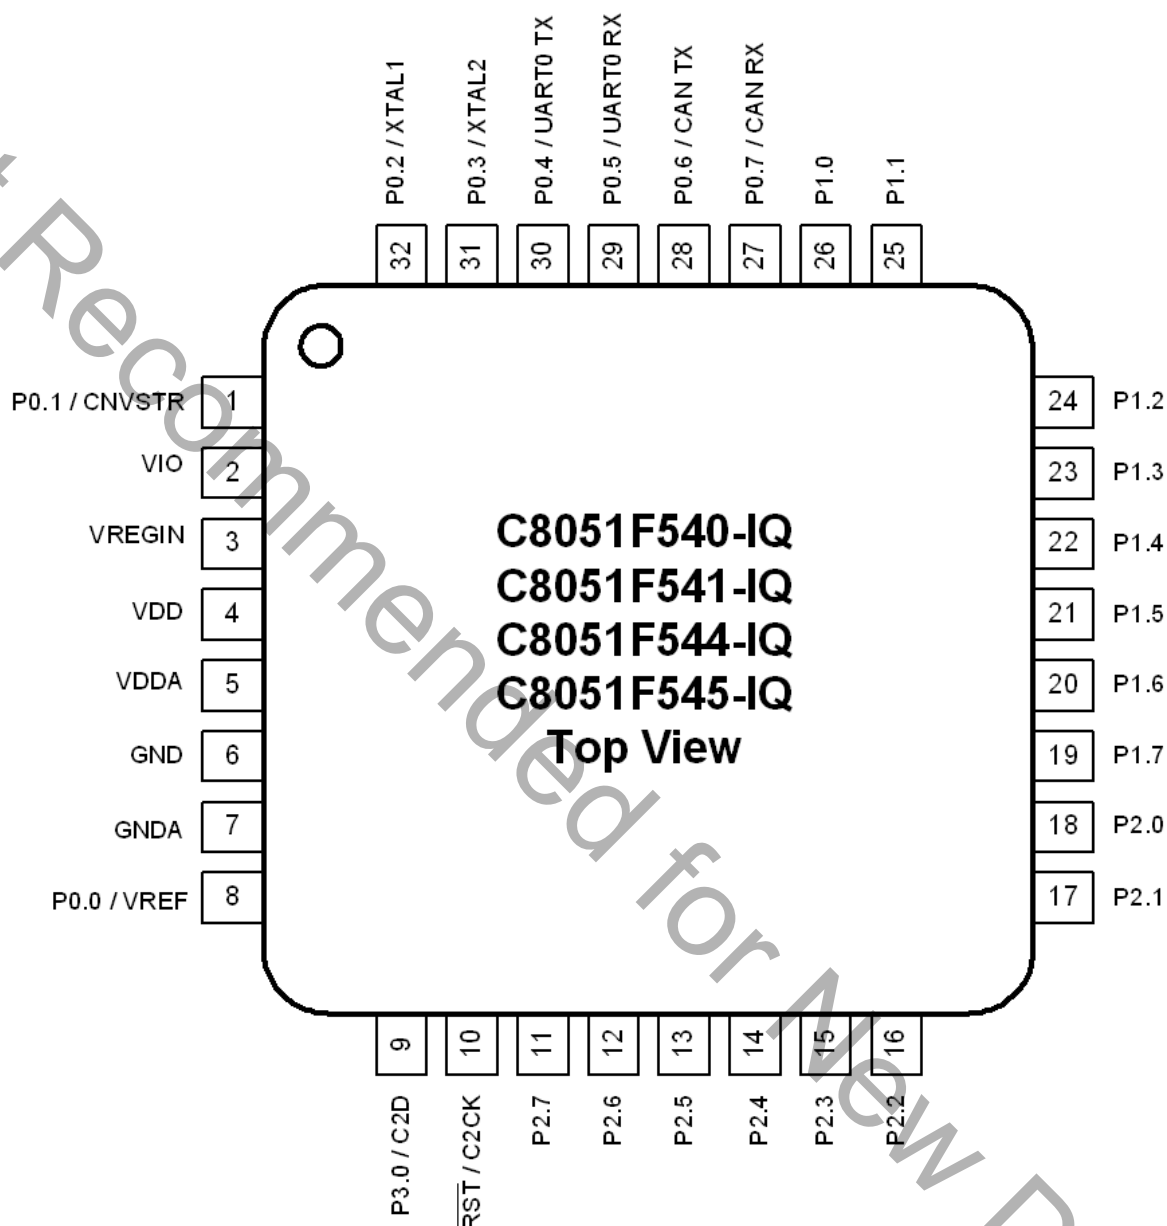 P0.2 / XTAL1
P0.3 / XTAL2
P0.4 / UART0 TX
P0.5 / UART0 RX
P0.6 / CAN TX
P0.7 / CAN RX
P1.0
P1.1
32
31
30
29
28
27
26
25
P0.1 / CNVSTR 1
VIO 2
VREGIN 3
VDD 4
VDDA 5
GND 6
GNDA 7
P0.0 / VREF 8
C8051F540-IQ
C8051F541-IQ
C8051F544-IQ
C8051F545-IQ
Top View
24 P1.2
23 P1.3
22 P1.4
21 P1.5
20 P1.6
19 P1.7
18 P2.0
17 P2.1
9
10
11
12
13
14
15
16
P3.0 / C2D
RST / C2CK
P2.7
P2.6
P2.5
P2.4
P2.3
P2.2
Recommended for New